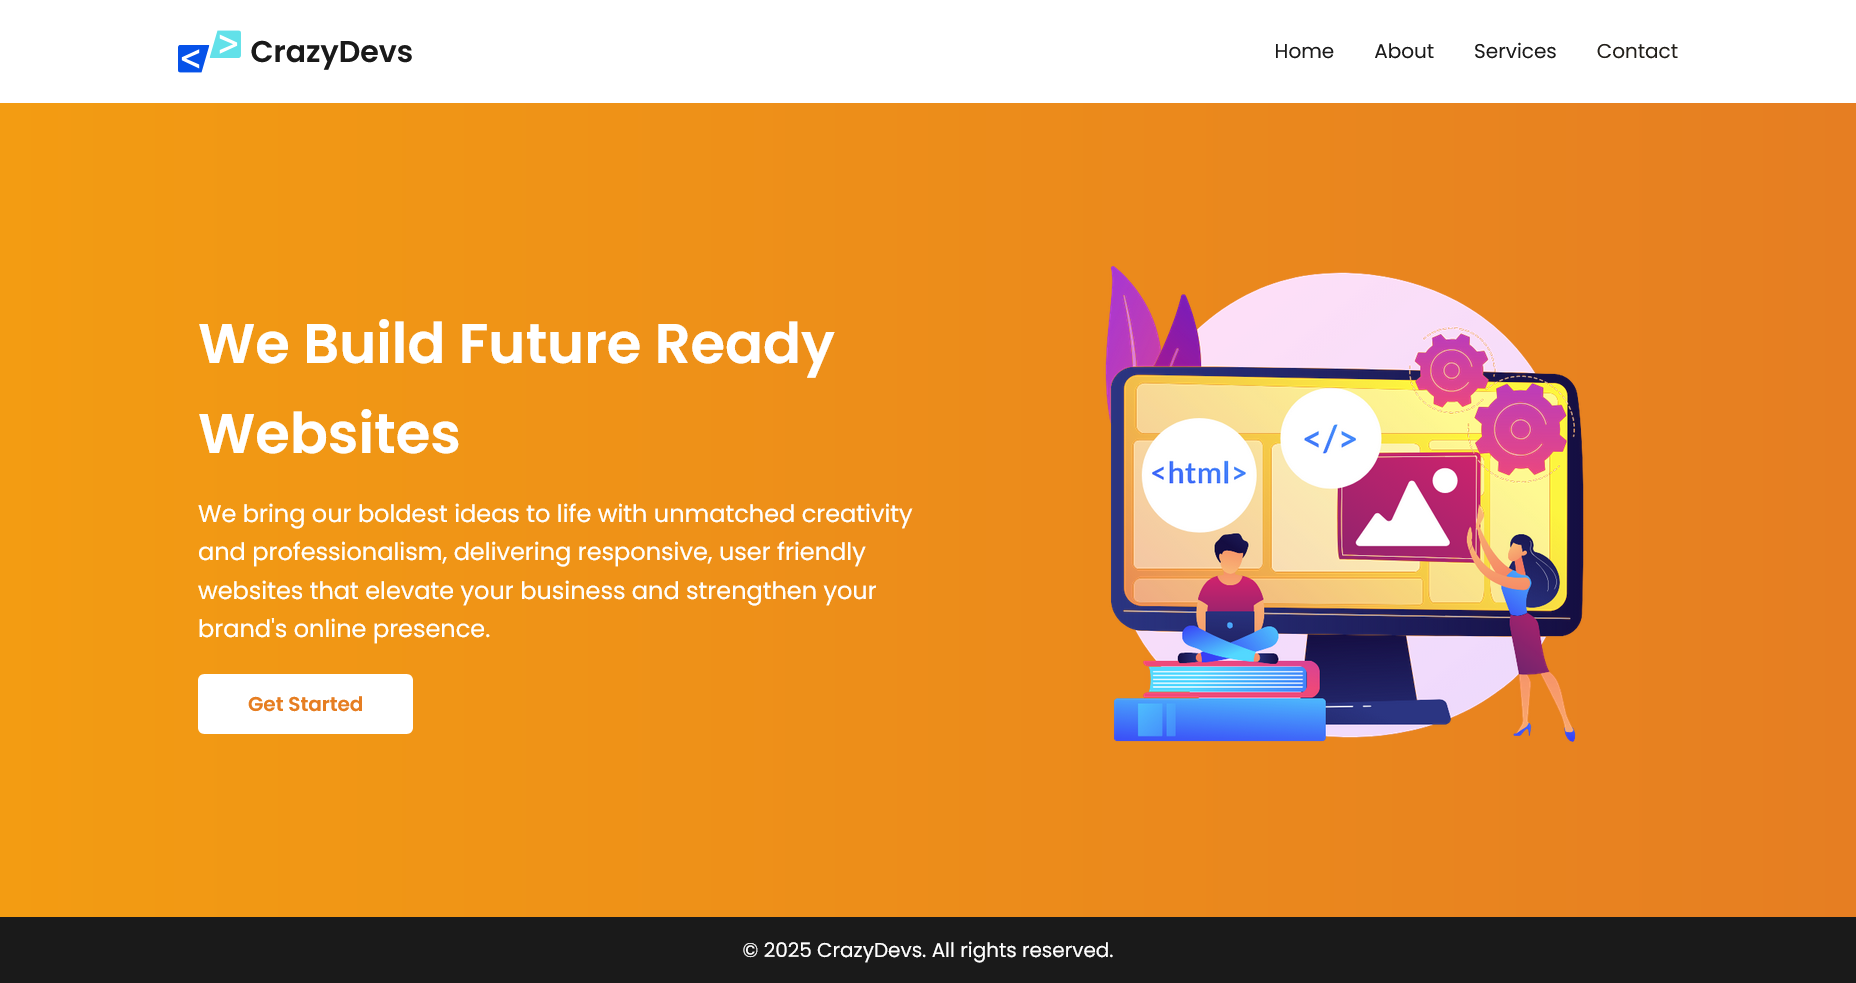 < > CrazyDevs
Home About Services Contact
We Build Future Ready
Websites
We bring our boldest ideas to life with unmatched creativity
and professionalism, delivering responsive, user friendly
websites that elevate your business and strengthen your
brand's online presence.
Get Started
</>
<html>
© 2025 CrazyDevs. All rights reserved.